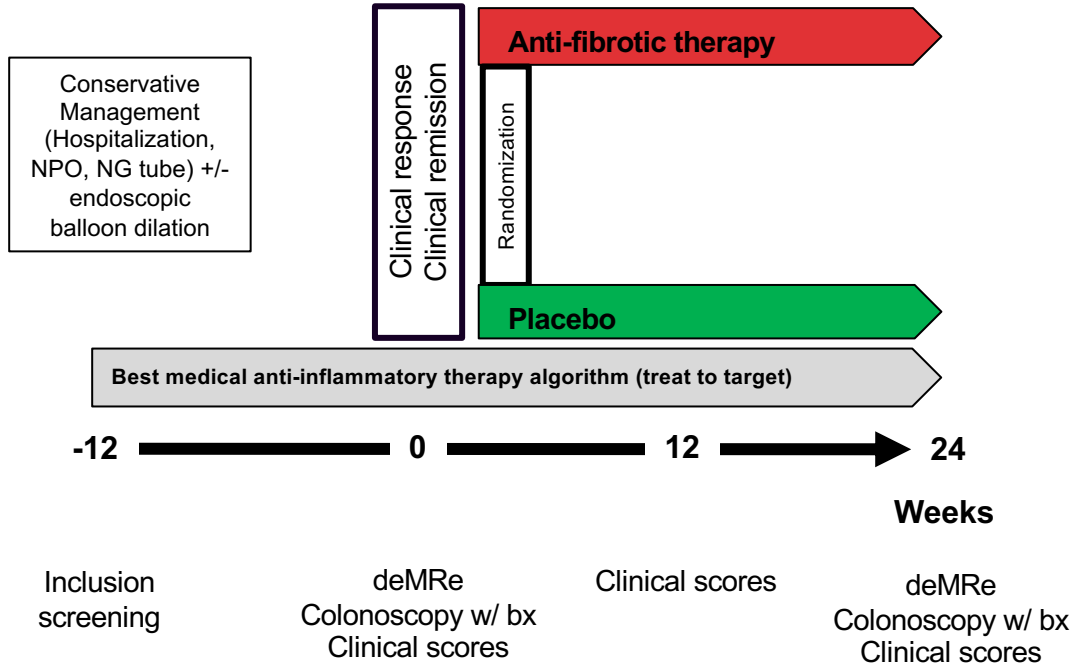 Anti-fibrotic therapy
Conservative
Management
(Hospitalization,
NPO, NG tube) +/-
endoscopic
balloon dilation
Clinical response
Clinical remission
Randomization
Placebo
Best medical anti-inflammatory therapy algorithm (treat to target)
-12
0
12
24
Weeks
Inclusion
screening
deMRe
Colonoscopy w/ bx
Clinical scores
Clinical scores
deMRe
Colonoscopy w/ bx
Clinical scores